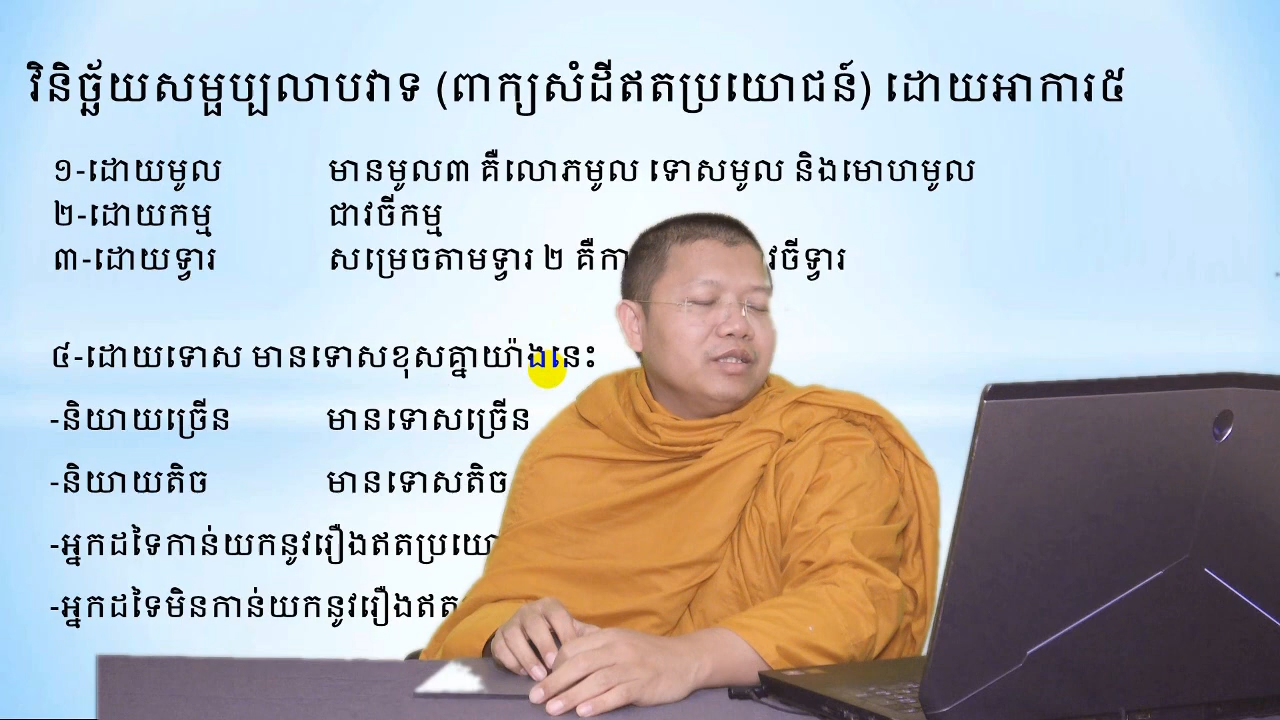 វិនិច្ឆ័យសម្ផប្បលាបវាទ (ពាក្យសំដីឥតប្រយោជន៍) ដោយអាការ៥
១-ដោយមូល មានមូល៣ គឺលោភមូល ទោសមូល និងមោហមូល
២-ដោយកម្ម ជាវចីកម្ម
៣-ដោយទ្វារ សម្រេចតាមទ្វារ ២ គឺកា វចីទ្វារ
៤-ដោយទោស មានទោសខុសគ្នាយ៉ាងនេះ
-និយាយច្រើន មានទោសច្រើន
-និយាយតិច មានទោសតិច
-អ្នកដទៃកាន់យកនូវរឿងឥតប្រយោ
-អ្នកដទៃមិនកាន់យកនូវរឿងឥត